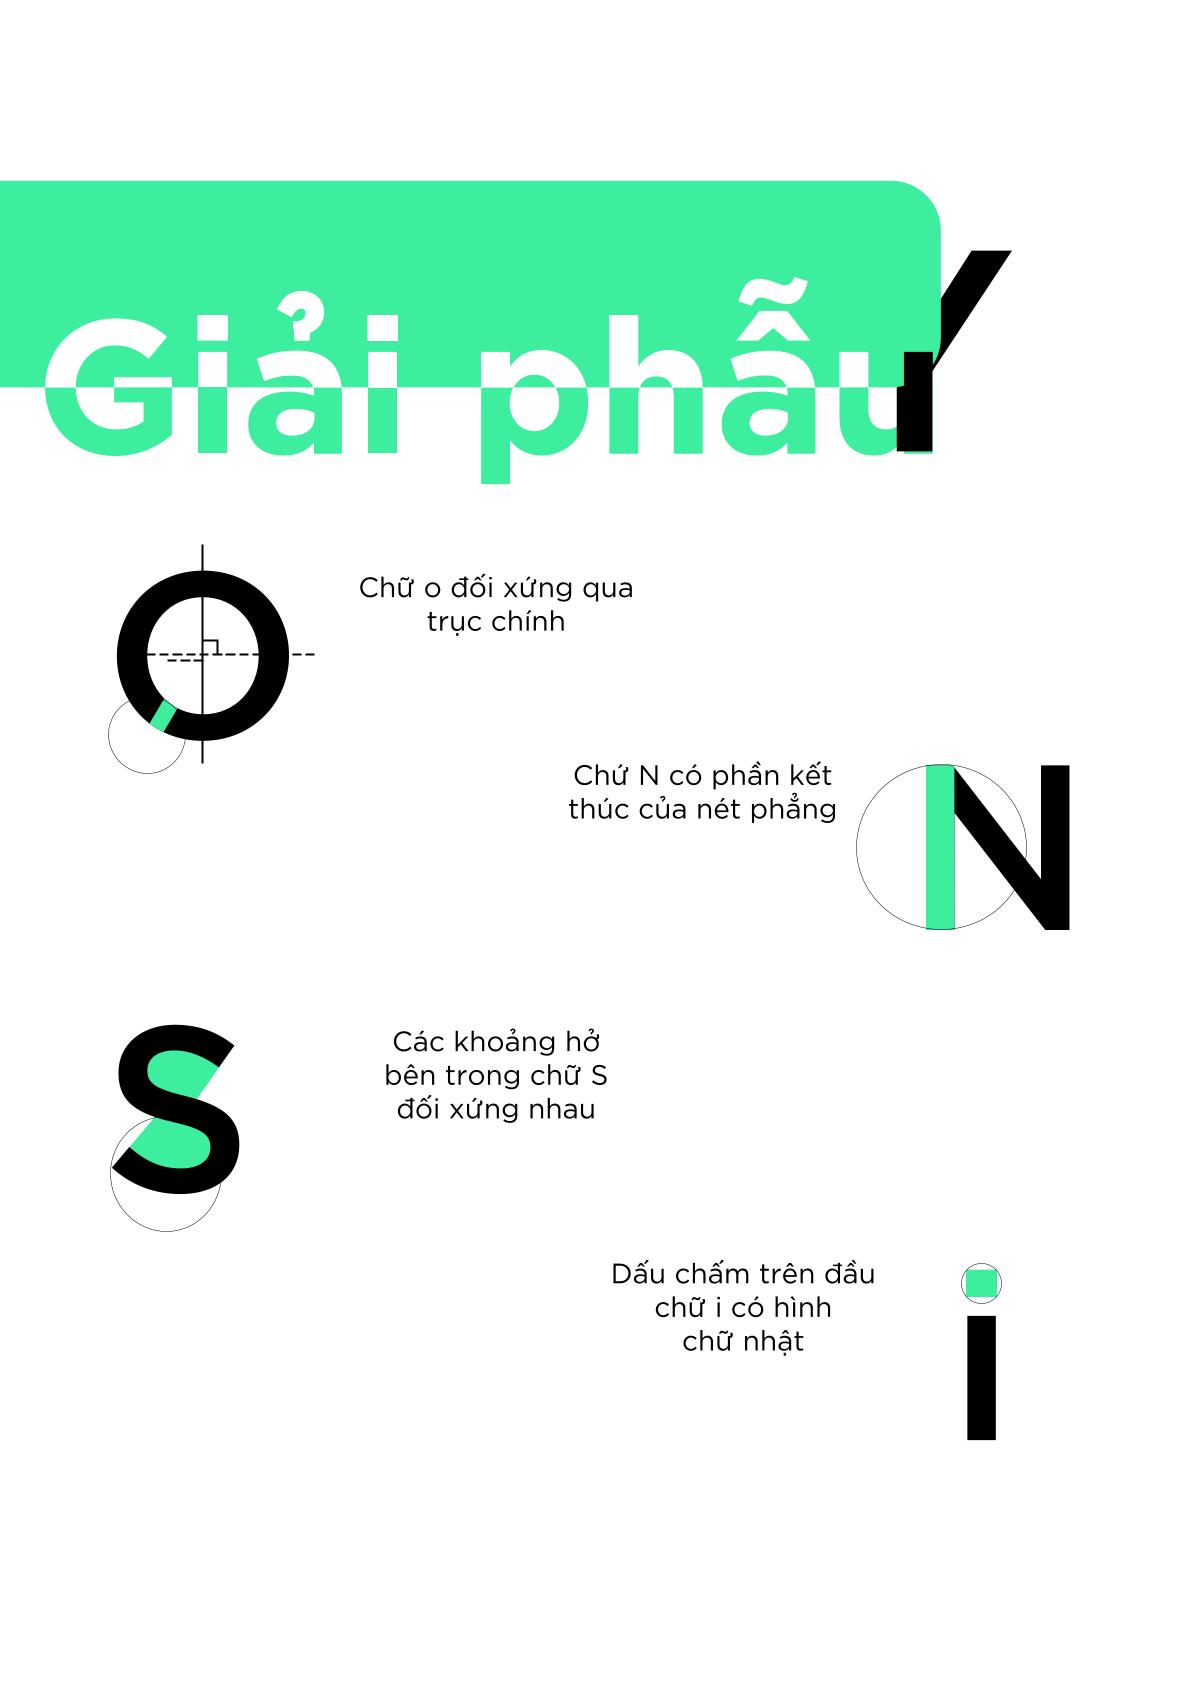 Giải phẫu
O
Chữ o đối xứng qua
trục chính
Chứ N có phần kết
thúc của nét phẳng
N
S
Các khoảng hở
bên trong chữ S
đối xứng nhau
Dấu chấm trên đầu
chữ i có hình
chữ nhật
i